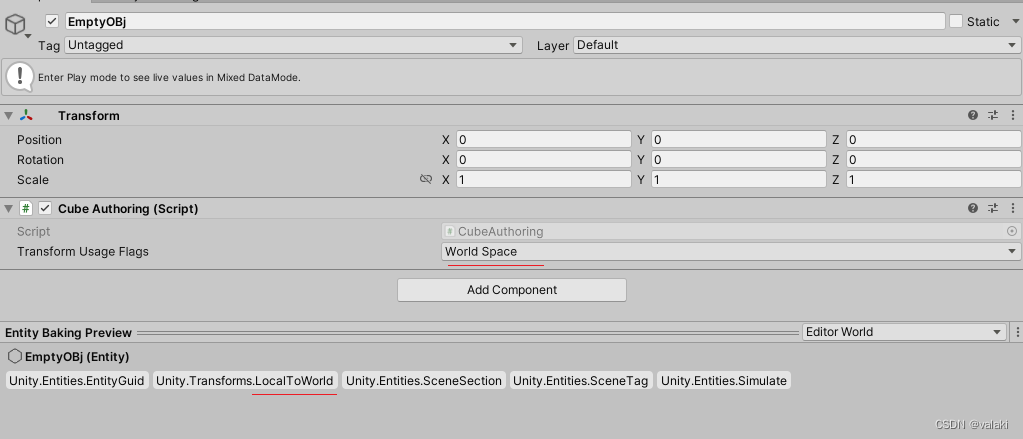 EmptyOBj
Static
Tag Untagged Layer Default
Enter Play mode to see live values in Mixed DataMode.
Transform
Position X 0 Y 0 Z 0
Rotation X 0 Y 0 Z 0
Scale X 1 Y 1 Z 1
# Cube Authoring (Script)
Script # CubeAuthoring
Transform Usage Flags World Space
Add Component
Entity Baking Preview Editor World
EmptyOBj (Entity)
Unity.Entities.EntityGuid Unity.Transforms.LocalToWorld Unity.Entities.SceneSection Unity.Entities.SceneTag Unity.Entities.Simulate
CSDN @valaki